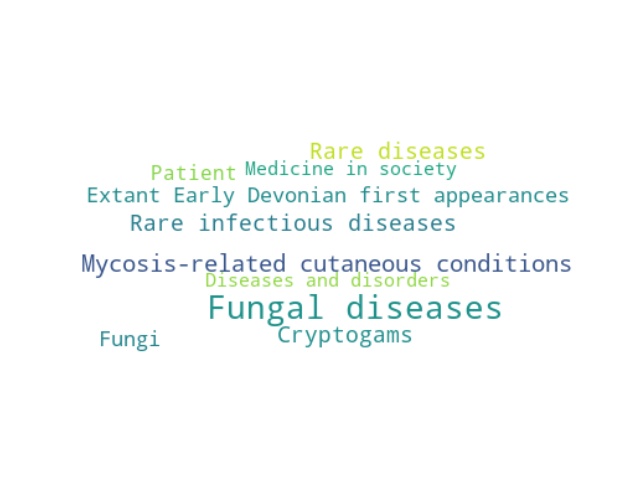 Rare diseases
Patient Medicine in society
Extant Early Devonian first appearances
Rare infectious diseases
Mycosis-related cutaneous conditions
Diseases and disorders
Fungal diseases
Fungi Cryptogams